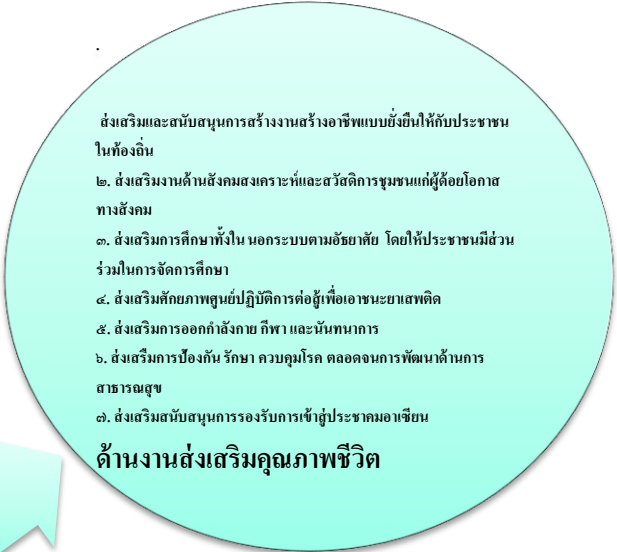 .
ส่งเสริมและสนับสนุนการสร้างงานสร้างอาชีพแบบยั่งยืนให้กับประชาชน
ในท้องถิ่น
๒. ส่งเสริมงานด้านสังคมสงเคราะห์และสวัสดิการชุมชนแก่ผู้ด้อยโอกาส
ทางสังคม
๓. ส่งเสริมการศึกษาทั้งใน นอกระบบตามอัธยาศัย โดยให้ประชาชนมีส่วน
ร่วมในการจัดการศึกษา
๔. ส่งเสริมศักยภาพศูนย์ปฏิบัติการต่อสู้เพื่อเอาชนะยาเสพติด
๕. ส่งเสริมการออกกำลังกาย กีฬา และนันทนาการ
๖. ส่งเสริมการป้องกัน รักษา ควบคุมโรค ตลอดจนการพัฒนาด้านการ
สาธารณสุข
๗. ส่งเสริมสนับสนุนการรองรับการเข้าสู่ประชาคมอาเซียน
ด้านงานส่งเสริมคุณภาพชีวิต